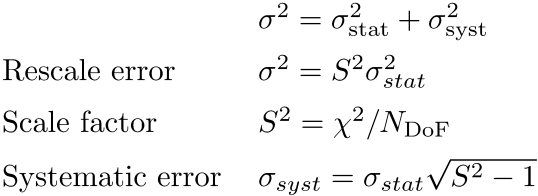 σ² = σ²_stat + σ²_syst
Rescale error σ² = S²σ²_stat
Scale factor S² = χ²/N_DoF
Systematic error σ_syst = σ_stat√(S² − 1)